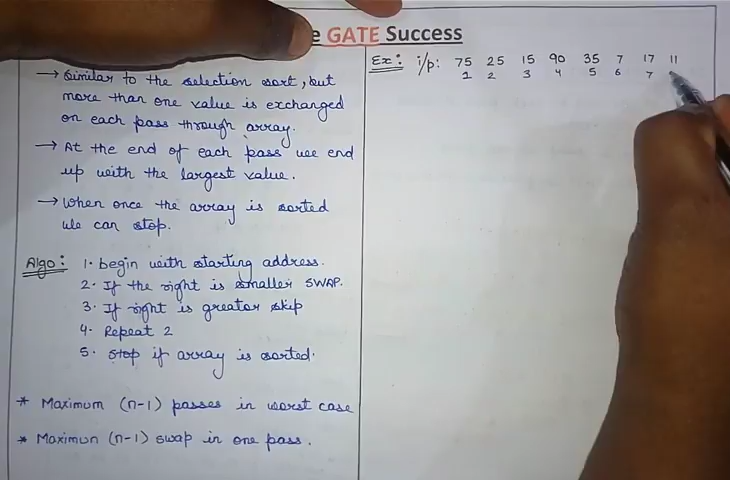 e GATE Success
→ Similar to the selection sort, but
more than one value is exchanged
on each pass through array.
→ At the end of each pass we end
up with the largest value.
→ When once the array is sorted
we can stop.
Algo: 1. begin with starting address.
2. If the right is smaller SWAP.
3. If right is greater skip
4. Repeat 2
5. Stop if array is sorted.
* Maximum (n-1) passes in worst case
* Maximun (n-1) swap in one pass.
Ex: i/p: 75 25 15 90 35 7 17 11
1 2 3 4 5 6 7